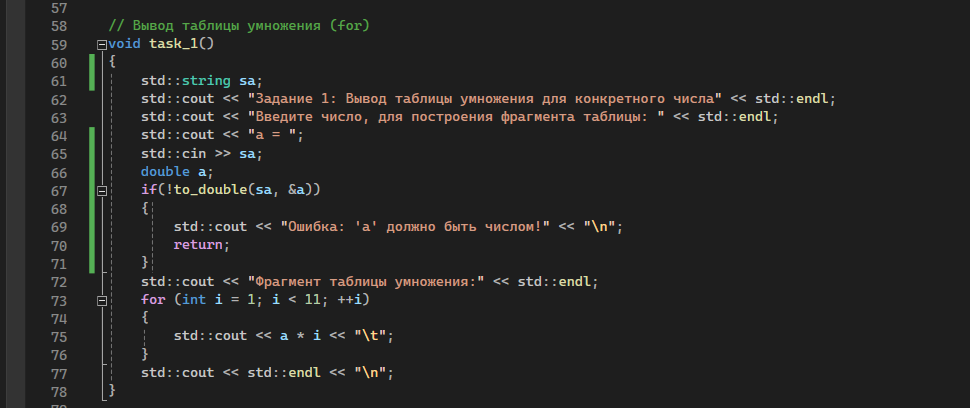 57
58 // Вывод таблицы умножения (for)
59 void task_1()
60 {
61     std::string sa;
62     std::cout << "Задание 1: Вывод таблицы умножения для конкретного числа" << std::endl;
63     std::cout << "Введите число, для построения фрагмента таблицы: " << std::endl;
64     std::cout << "a = ";
65     std::cin >> sa;
66     double a;
67     if(!to_double(sa, &a))
68     {
69         std::cout << "Ошибка: 'a' должно быть числом!" << "\n";
70         return;
71     }
72     std::cout << "Фрагмент таблицы умножения:" << std::endl;
73     for (int i = 1; i < 11; ++i)
74     {
75         std::cout << a * i << "\t";
76     }
77     std::cout << std::endl << "\n";
78 }